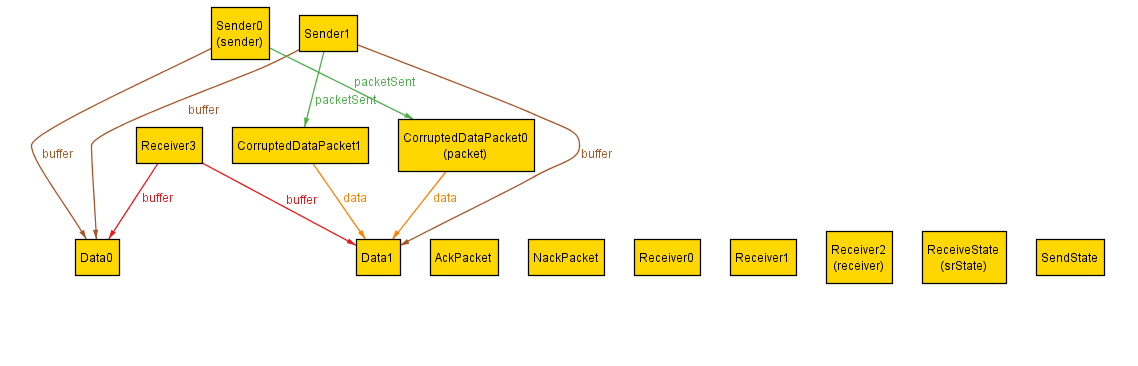 Sender0
(sender)
Sender1
packetSent
packetSent
buffer
Receiver3
CorruptedDataPacket1
CorruptedDataPacket0
(packet)
buffer
buffer
buffer
buffer
data
data
Data0
Data1
AckPacket
NackPacket
Receiver0
Receiver1
Receiver2
(receiver)
ReceiveState
(srState)
SendState